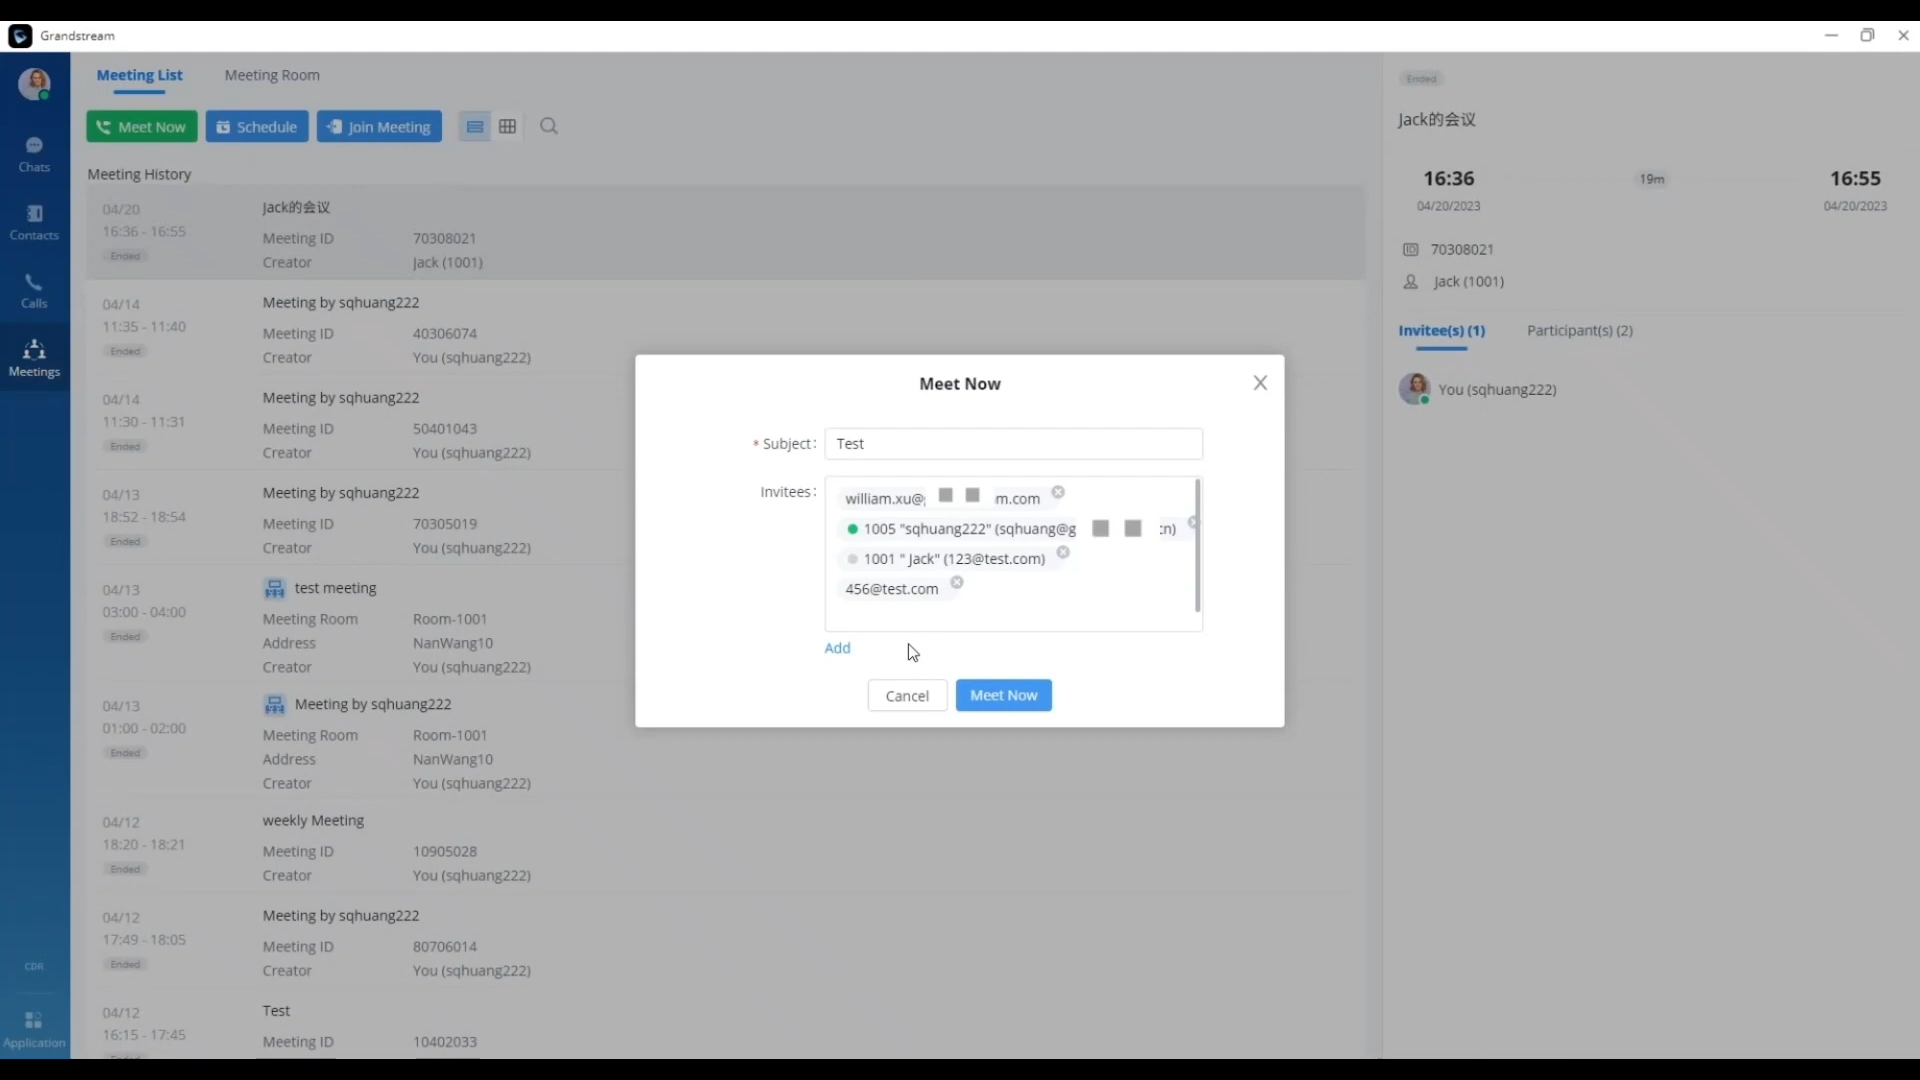 Grandstream
Meeting List
Meeting Room
Meet Now
Schedule
Join Meeting
Chats
Contacts
Calls
Meetings
CDR
Application
Meeting History
04/20
16:36 - 16:55
Ended
Jack的会议
Meeting ID 70308021
Creator Jack (1001)
04/14
11:35 - 11:40
Ended
Meeting by sqhuang222
Meeting ID 40306074
Creator You (sqhuang222)
04/14
11:30 - 11:31
Ended
Meeting by sqhuang222
Meeting ID 50401043
Creator You (sqhuang222)
04/13
18:52 - 18:54
Ended
Meeting by sqhuang222
Meeting ID 70305019
Creator You (sqhuang222)
04/13
03:00 - 04:00
Ended
test meeting
Meeting Room Room-1001
Address NanWang10
Creator You (sqhuang222)
04/13
01:00 - 02:00
Ended
Meeting by sqhuang222
Meeting Room Room-1001
Address NanWang10
Creator You (sqhuang222)
04/12
18:20 - 18:21
Ended
weekly Meeting
Meeting ID 10905028
Creator You (sqhuang222)
04/12
17:49 - 18:05
Ended
Meeting by sqhuang222
Meeting ID 80706014
Creator You (sqhuang222)
04/12
16:15 - 17:45
Test
Meeting ID 10402033
Meet Now
* Subject: Test
Invitees:
william.xu@ m.com
1005 "sqhuang222" (sqhuang@g cn)
1001 " Jack" (123@test.com)
456@test.com
Add
Cancel
Meet Now
Ended
Jack的会议
16:36 19m 16:55
04/20/2023 04/20/2023
ID 70308021
Jack (1001)
Invitee(s) (1) Participant(s) (2)
You (sqhuang222)